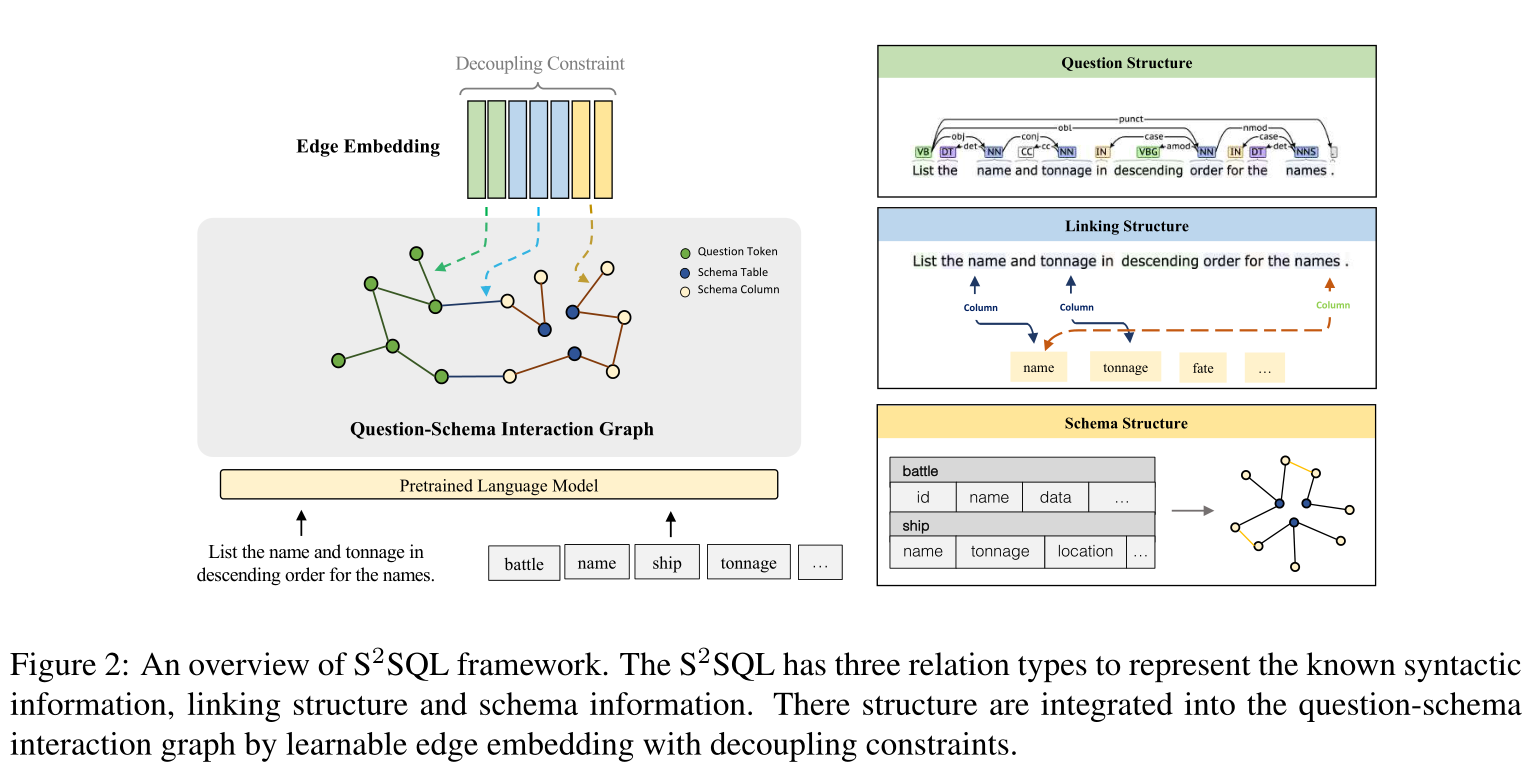 Decoupling Constraint
Edge Embedding
Question Token
Schema Table
Schema Column
Question-Schema Interaction Graph
Pretrained Language Model
List the name and tonnage in
descending order for the names.
battle name ship tonnage ...
Question Structure
punct
obl nmod
obj conj case case
det cc amod det
VB DT NN CC NN IN VBG NN IN DT NNS .
List the name and tonnage in descending order for the names .
Linking Structure
List the name and tonnage in descending order for the names .
Column Column Column
name tonnage fate ...
Schema Structure
battle
id name data ...
ship
name tonnage location ...
Figure 2: An overview of S²SQL framework. The S²SQL has three relation types to represent the known syntactic
information, linking structure and schema information. There structure are integrated into the question-schema
interaction graph by learnable edge embedding with decoupling constraints.